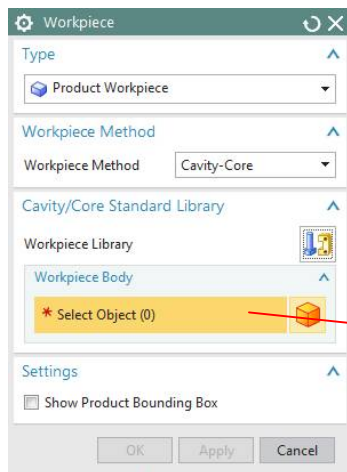 Workpiece
Type
Product Workpiece
Workpiece Method
Workpiece Method Cavity-Core
Cavity/Core Standard Library
Workpiece Library
Workpiece Body
* Select Object (0)
Settings
Show Product Bounding Box
OK Apply Cancel